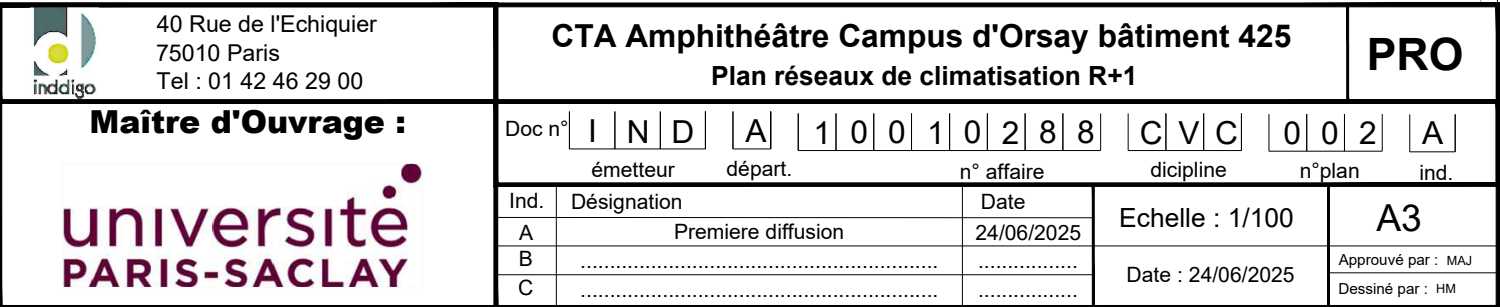 inddigo
40 Rue de l'Echiquier
75010 Paris
Tel : 01 42 46 29 00
CTA Amphithéâtre Campus d'Orsay bâtiment 425
Plan réseaux de climatisation R+1
PRO
Maître d'Ouvrage :
université
PARIS-SACLAY
Doc n° I N D A 1 0 0 1 0 2 8 8 C V C 0 0 2 A
émetteur départ. n° affaire dicipline n°plan ind.
Ind. Désignation Date
A Premiere diffusion 24/06/2025
B .............................................................. .................
C .............................................................. .................
Echelle : 1/100
Date : 24/06/2025
A3
Approuvé par : MAJ
Dessiné par : HM